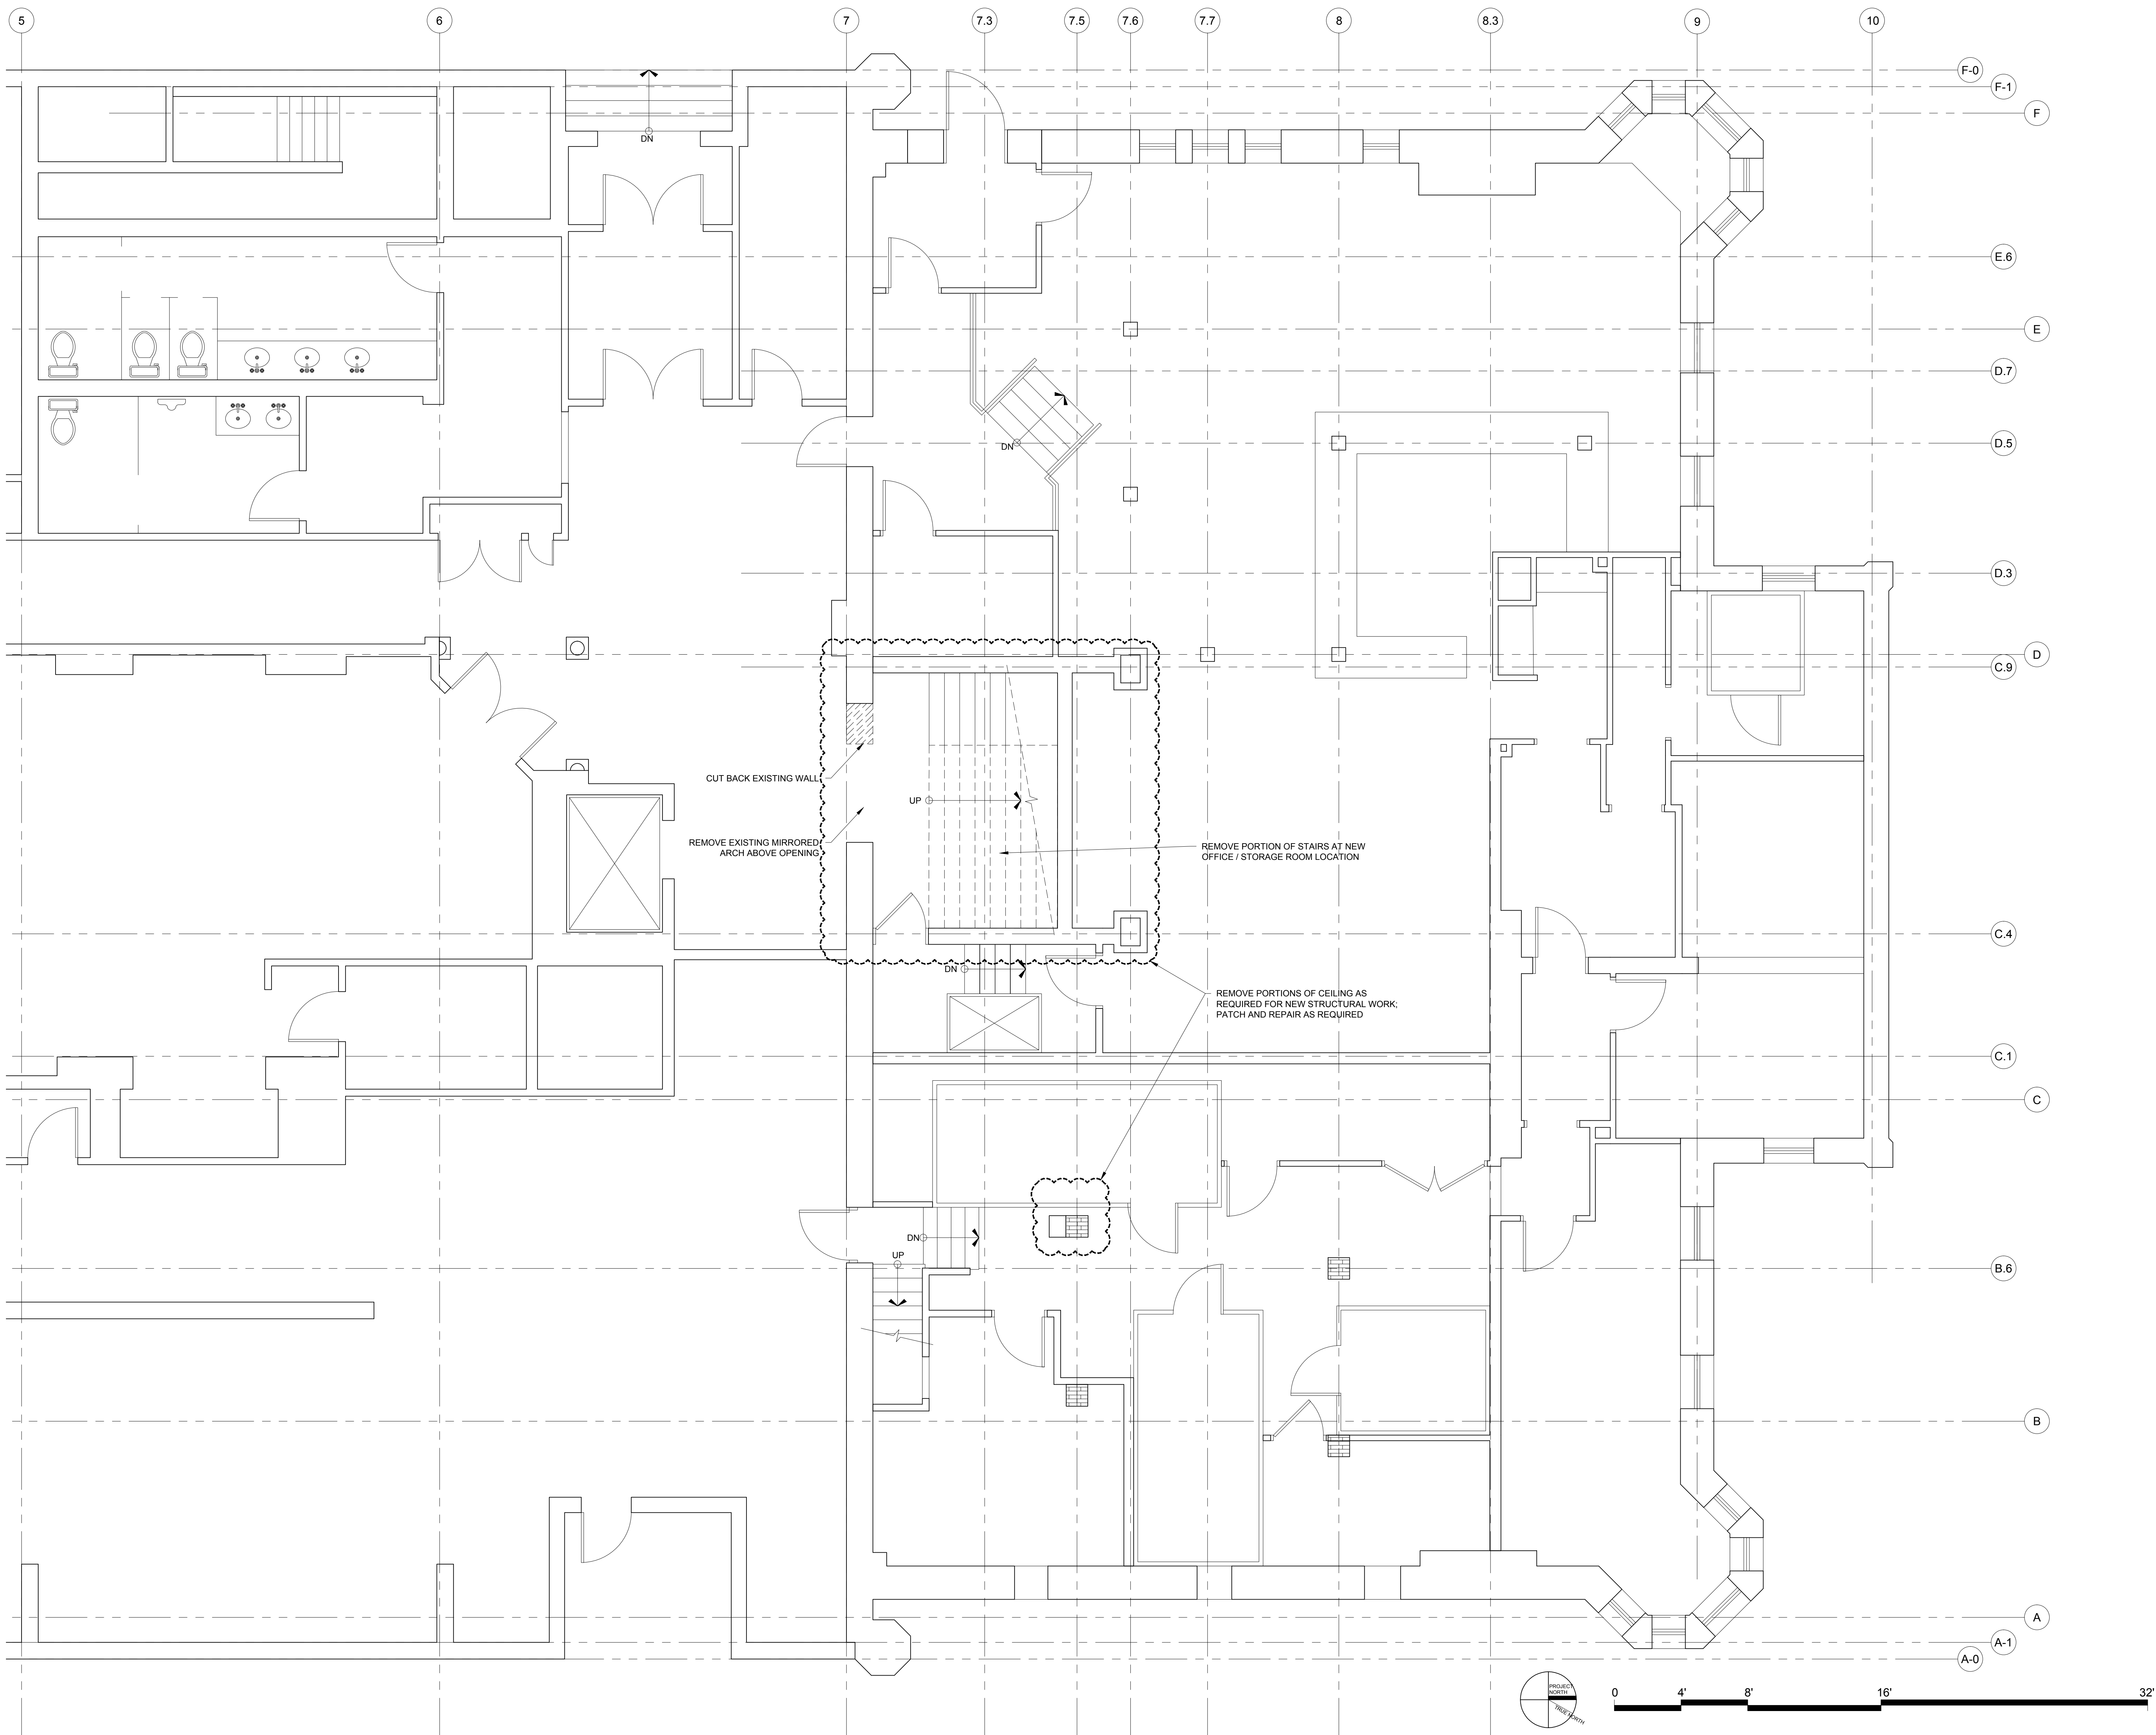 5
6
7
7.3
7.5
7.6
7.7
8
8.3
9
10
F-0
F-1
F
DN
E.6
E
D.7
DN
D.5
D.3
D
C.9
CUT BACK EXISTING WALL
UP
REMOVE EXISTING MIRRORED
ARCH ABOVE OPENING
REMOVE PORTION OF STAIRS AT NEW
OFFICE / STORAGE ROOM LOCATION
C.4
DN
REMOVE PORTIONS OF CEILING AS
REQUIRED FOR NEW STRUCTURAL WORK;
PATCH AND REPAIR AS REQUIRED
C.1
C
DN
UP
B.6
B
A
A-1
A-0
PROJECT
NORTH
TRUE NORTH
0
4'
8'
16'
32'